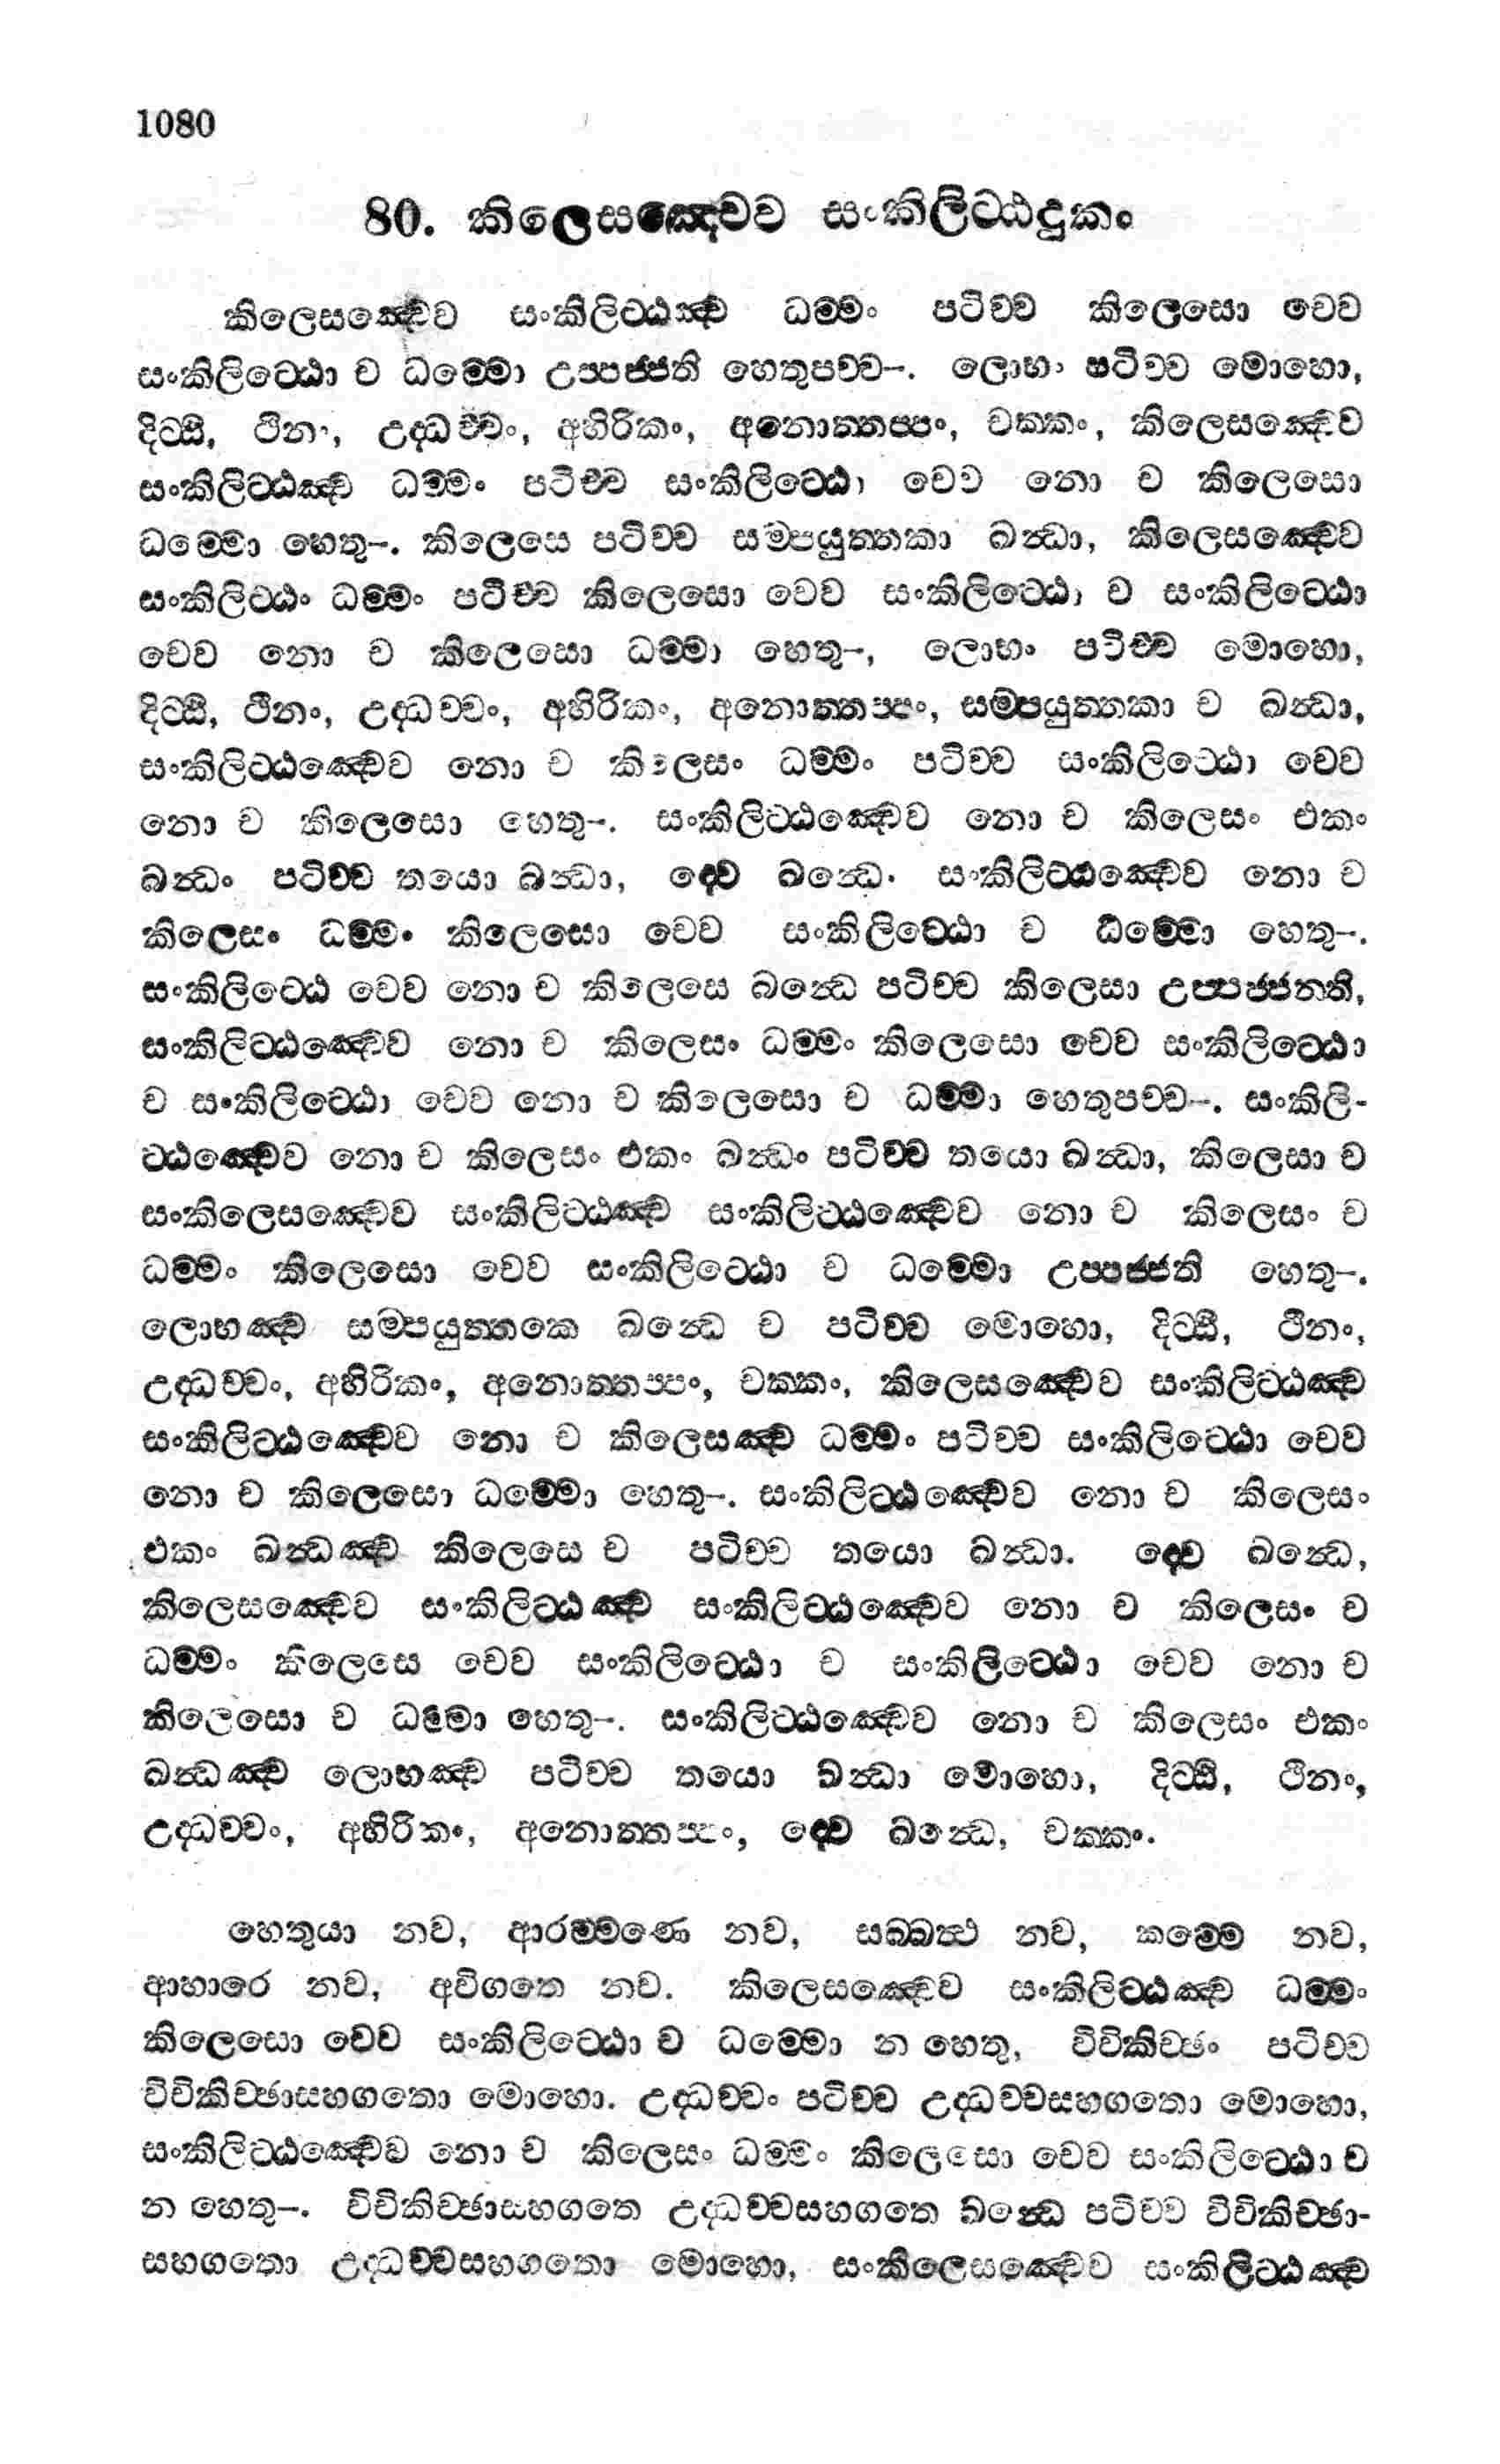 1080
80. කිලෙසඤ්චෙව සංකිලිට්ඨදුකං
කිලෙසඤ්චෙව සංකිලිට්ඨඤ්ච ධම්මං පටිච්ච කිලෙසො චෙව
සංකිලිට්ඨො ච ධම්මො උප්පජ්ජති හෙතුපච්ච-. ලොභං පටිච්ච මොහො,
දිට්ඨි, ථිනං, උද්ධච්චං, අහිරිකං, අනොත්තප්පං, චක්කං, කිලෙසඤ්චෙව
සංකිලිට්ඨඤ්ච ධම්මං පටිච්ච සංකිලිට්ඨො චෙව නො ච කිලෙසො
ධම්මො හෙතු-. කිලෙසෙ පටිච්ච සම්පයුත්තකා ඛන්ධා, කිලෙසඤ්චෙව
සංකිලිට්ඨං ධම්මං පටිච්ච කිලෙසො චෙව සංකිලිට්ඨො ච සංකිලිට්ඨො
චෙව නො ච කිලෙසො ධම්මා හෙතු-, ලොභං පටිච්ච මොහො,
දිට්ඨි, ථීනං, උද්ධච්චං, අහිරිකං, අනොත්තප්පං, සම්පයුත්තකා ච ඛන්ධා,
සංකිලිට්ඨඤ්චෙව නො ච කිලෙසං ධම්මං පටිච්ච සංකිලිට්ඨො චෙව
නො ච කිලෙසො හෙතු-. සංකිලිට්ඨඤ්චෙව නො ච කිලෙසං එකං
ඛන්ධං පටිච්ච තයො ඛන්ධා, ද්වෙ ඛන්ධෙ. සංකිලිට්ඨඤ්චෙව නො ච
කිලෙසං ධම්මං කිලෙසො චෙව සංකිලිට්ඨො ච ධම්මො හෙතු-.
සංකිලිට්ඨෙ චෙව නො ච කිලෙසෙ ඛන්ධෙ පටිච්ච කිලෙසා උප්පජ්ජන්ති,
සංකිලිට්ඨඤ්චෙව නො ච කිලෙසං ධම්මං කිලෙසො චෙව සංකිලිට්ඨො
ච සංකිලිට්ඨො චෙව නො ච කිලෙසො ච ධම්මා හෙතුපච්ච-. සංකිලි-
ට්ඨඤ්චෙව නො ච කිලෙසං එකං ඛන්ධං පටිච්ච තයො ඛන්ධා, කිලෙසා ච
සංකිලෙසඤ්චෙව සංකිලිට්ඨඤ්ච සංකිලිට්ඨඤ්චෙව නො ච කිලෙසං ච
ධම්මං කිලෙසො චෙව සංකිලිට්ඨො ච ධම්මො උප්පජ්ජති හෙතු-.
ලොභඤ්ච සම්පයුත්තකෙ ඛන්ධෙ ච පටිච්ච මොහො, දිට්ඨි, ථිනං,
උද්ධච්චං, අහිරිකං, අනොත්තප්පං, චක්කං, කිලෙසඤ්චෙව සංකිලිට්ඨඤ්ච
සංකිලිට්ඨඤ්චෙව නො ච කිලෙසඤ්ච ධම්මං පටිච්ච සංකිලිට්ඨො චෙව
නො ච කිලෙසො ධම්මො හෙතු-. සංකිලිට්ඨඤ්චෙව නො ච කිලෙසං
එකං ඛන්ධඤ්ච කිලෙසෙ ච පටිච්ච තයො ඛන්ධා. ද්වෙ ඛන්ධෙ,
කිලෙසඤ්චෙව සංකිලිට්ඨඤ්ච සංකිලිට්ඨඤ්චෙව නො ච කිලෙසං ච
ධම්මං කිලෙසෙ චෙව සංකිලිට්ඨො ච සංකිලිට්ඨො චෙව නො ච
කිලෙසො ච ධම්මා හෙතු-. සංකිලිට්ඨඤ්චෙව නො ච කිලෙසං එකං
ඛන්ධඤ්ච ලොභඤ්ච පටිච්ච තයො ඛන්ධා මොහො, දිට්ඨි, ථිනං,
උද්ධච්චං, අහිරිකං, අනොත්තප්පං, ද්වෙ ඛන්ධෙ, චක්කං.
හෙතුයා නව, ආරම්මණෙ නව, සබ්බත්ථ නව, කම්මෙ නව,
ආහාරෙ නව, අවිගතෙ නව. කිලෙසඤ්චෙව සංකිලිට්ඨඤ්ච ධම්මං
කිලෙසො චෙව සංකිලිට්ඨො ච ධම්මො න හෙතු, විචිකිච්ඡං පටිච්ච
විචිකිච්ඡාසහගතො මොහො. උද්ධච්චං පටිච්ච උද්ධච්චසහගතො මොහො,
සංකිලිට්ඨඤ්චෙව නො ච කිලෙසං ධම්මං කිලෙසො චෙව සංකිලිට්ඨො ච
න හෙතු-. විචිකිච්ඡාසහගතෙ උද්ධච්චසහගතෙ ඛන්ධෙ පටිච්ච විචිකිච්ඡා-
සහගතො උද්ධච්චසහගතො මොහො, සංකිලෙසඤ්චෙව සංකිලිට්ඨඤ්ච